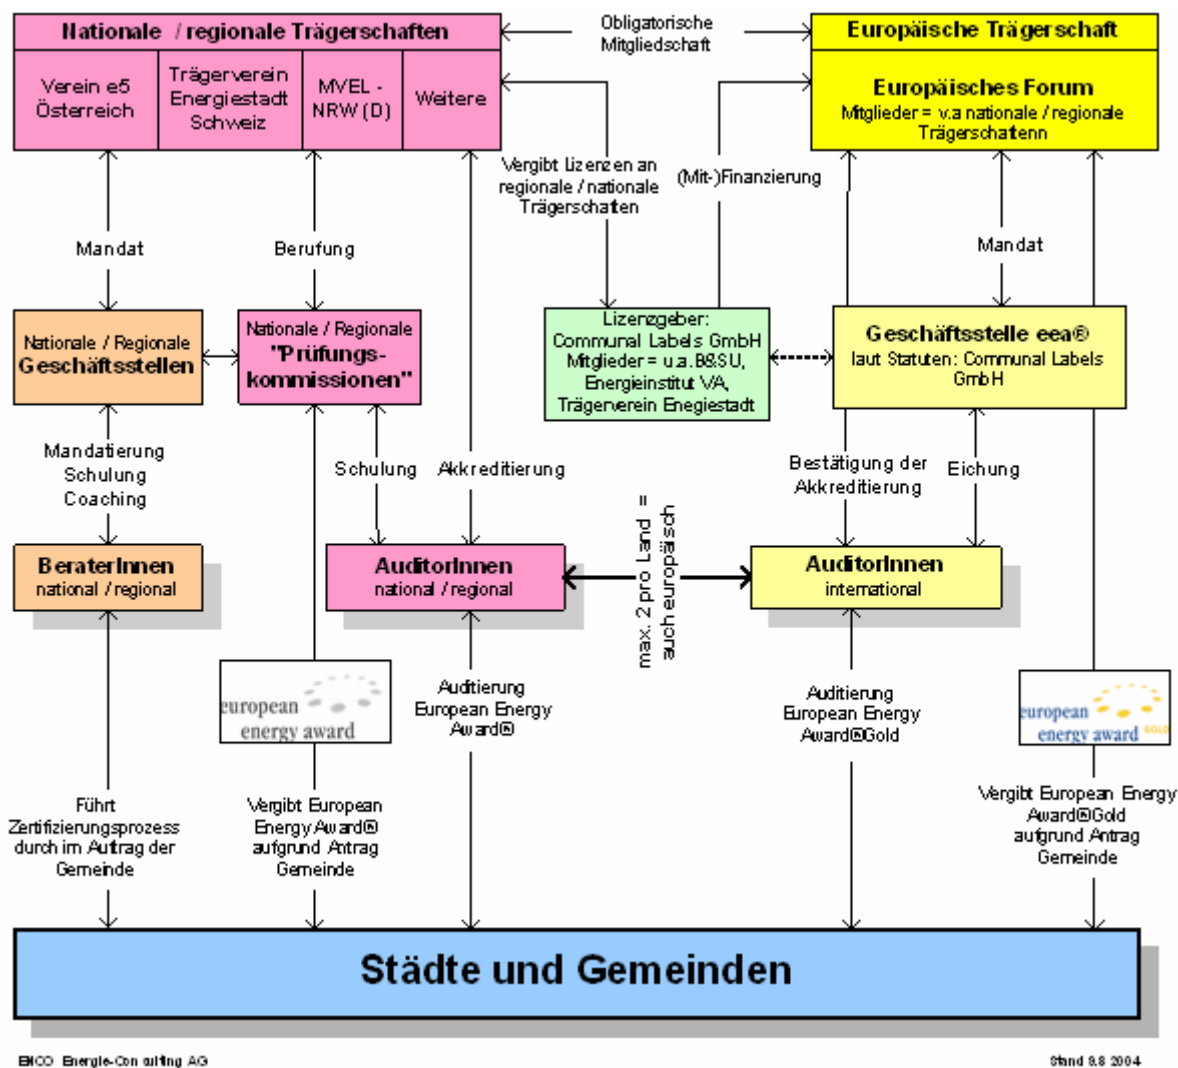 Nationale / regionale Trägerschaften
Verein e5
Österreich
Trägerverein
Energiestadt
Schweiz
MVEL -
NRW (D)
Weitere
Obligatorische
Mitgliedschaft
Europäische Trägerschaft
Europäisches Forum
Mitglieder = v.a nationale / regionale
Trägerschattenn
Vergibt Lizenzen an
regionale / nationale
Trägerschatten
(Mit-)Finanzierung
Mandat
Berufung
Mandat
Nationale / Regionale
Geschäftsstellen
Nationale / Regionale
"Prüfungs-
kommissionen"
Lizenzgeber:
Communal Labels GmbH
Mitglieder = u.a. B&SU,
Energieinstitut VA,
Trägerverein Enegiestadt
Geschäftsstelle eea®
laut Statuten: Communal Labels
GmbH
Mandatierung
Schulung
Coaching
Schulung
Akkreditierung
Bestätigung der
Akkreditierung
Eichung
max. 2 pro Land =
auch europäisch
BeraterInnen
national / regional
AuditorInnen
national / regional
AuditorInnen
international
european
energy award
Auditierung
European Energy
Award®
Auditierung
European Energy
Award®Gold
european
energy award GOLD
Führt
Zertifizierungsprozess
durch im Auftrag der
Gemeinde
Vergibt European
Energy Award®
aufgrund Antrag
Gemeinde
Vergibt European Energy
Award®Gold
aufgrund Antrag
Gemeinde
Städte und Gemeinden
ENCO Energie-Consulting AG
Stand 9.8 2004